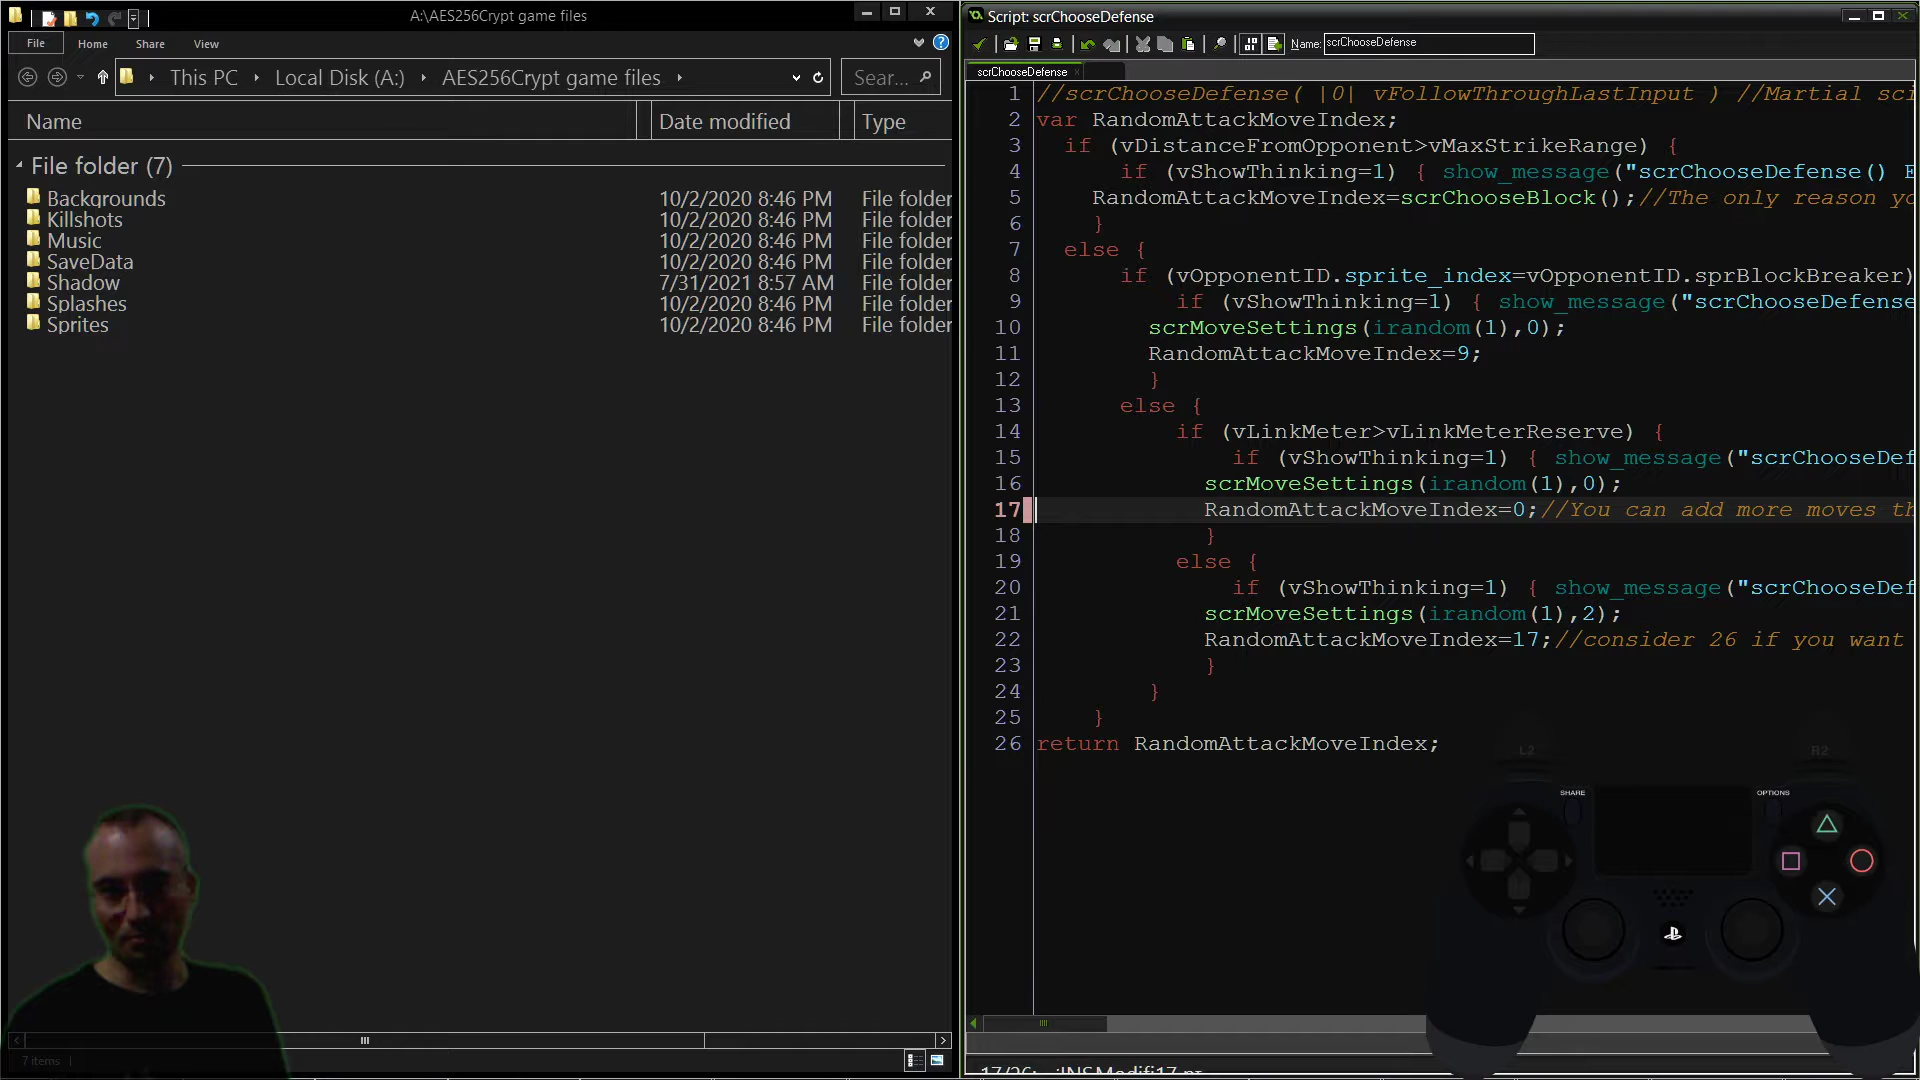 A:\AES256Crypt game files
File
Home
Share
View
This PC
Local Disk (A:)
AES256Crypt game files
Sear...
Name
Date modified
Type
File folder (7)
Backgrounds 10/2/2020 8:46 PM File folder
Killshots 10/2/2020 8:46 PM File folder
Music 10/2/2020 8:46 PM File folder
SaveData 10/2/2020 8:46 PM File folder
Shadow 7/31/2021 8:57 AM File folder
Splashes 10/2/2020 8:46 PM File folder
Sprites 10/2/2020 8:46 PM File folder
7 items
Script: scrChooseDefense
Name: scrChooseDefense
scrChooseDefense
1 //scrChooseDefense( |0| vFollowThroughLastInput ) //Martial sci
2 var RandomAttackMoveIndex;
3 if (vDistanceFromOpponent>vMaxStrikeRange) {
4 if (vShowThinking=1) { show_message("scrChooseDefense() E
5 RandomAttackMoveIndex=scrChooseBlock();//The only reason yo
6 }
7 else {
8 if (vOpponentID.sprite_index=vOpponentID.sprBlockBreaker)
9 if (vShowThinking=1) { show_message("scrChooseDefense
10 scrMoveSettings(irandom(1),0);
11 RandomAttackMoveIndex=9;
12 }
13 else {
14 if (vLinkMeter>vLinkMeterReserve) {
15 if (vShowThinking=1) { show_message("scrChooseDef
16 scrMoveSettings(irandom(1),0);
17 RandomAttackMoveIndex=0;//You can add more moves th
18 }
19 else {
20 if (vShowThinking=1) { show_message("scrChooseDef
21 scrMoveSettings(irandom(1),2);
22 RandomAttackMoveIndex=17;//consider 26 if you want
23 }
24 }
25 }
26 return RandomAttackMoveIndex;
L2
R2
SHARE
OPTIONS